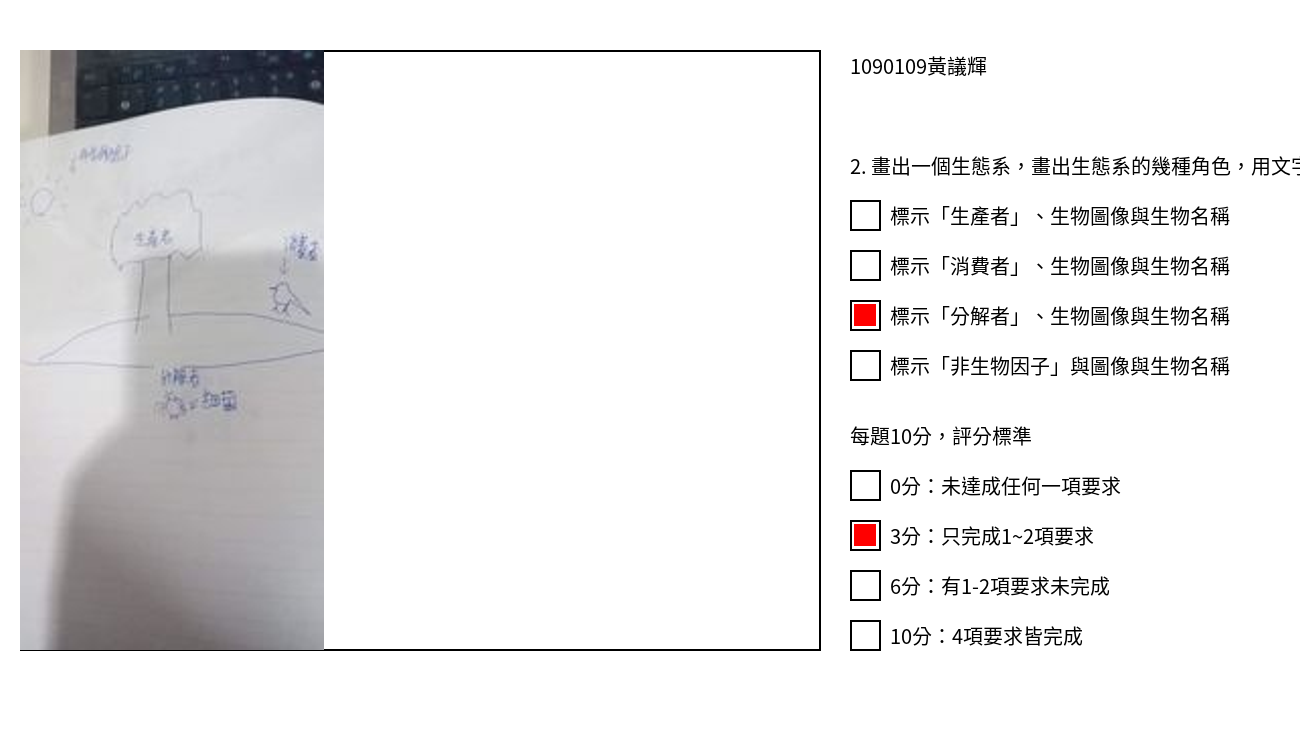 非生物因子
生產者
消費者
分解者
細菌
1090109黃議輝
2. 畫出一個生態系，畫出生態系的幾種角色，用文字
標示「生產者」、生物圖像與生物名稱
標示「消費者」、生物圖像與生物名稱
標示「分解者」、生物圖像與生物名稱
標示「非生物因子」與圖像與生物名稱
每題10分，評分標準
0分：未達成任何一項要求
3分：只完成1~2項要求
6分：有1-2項要求未完成
10分：4項要求皆完成